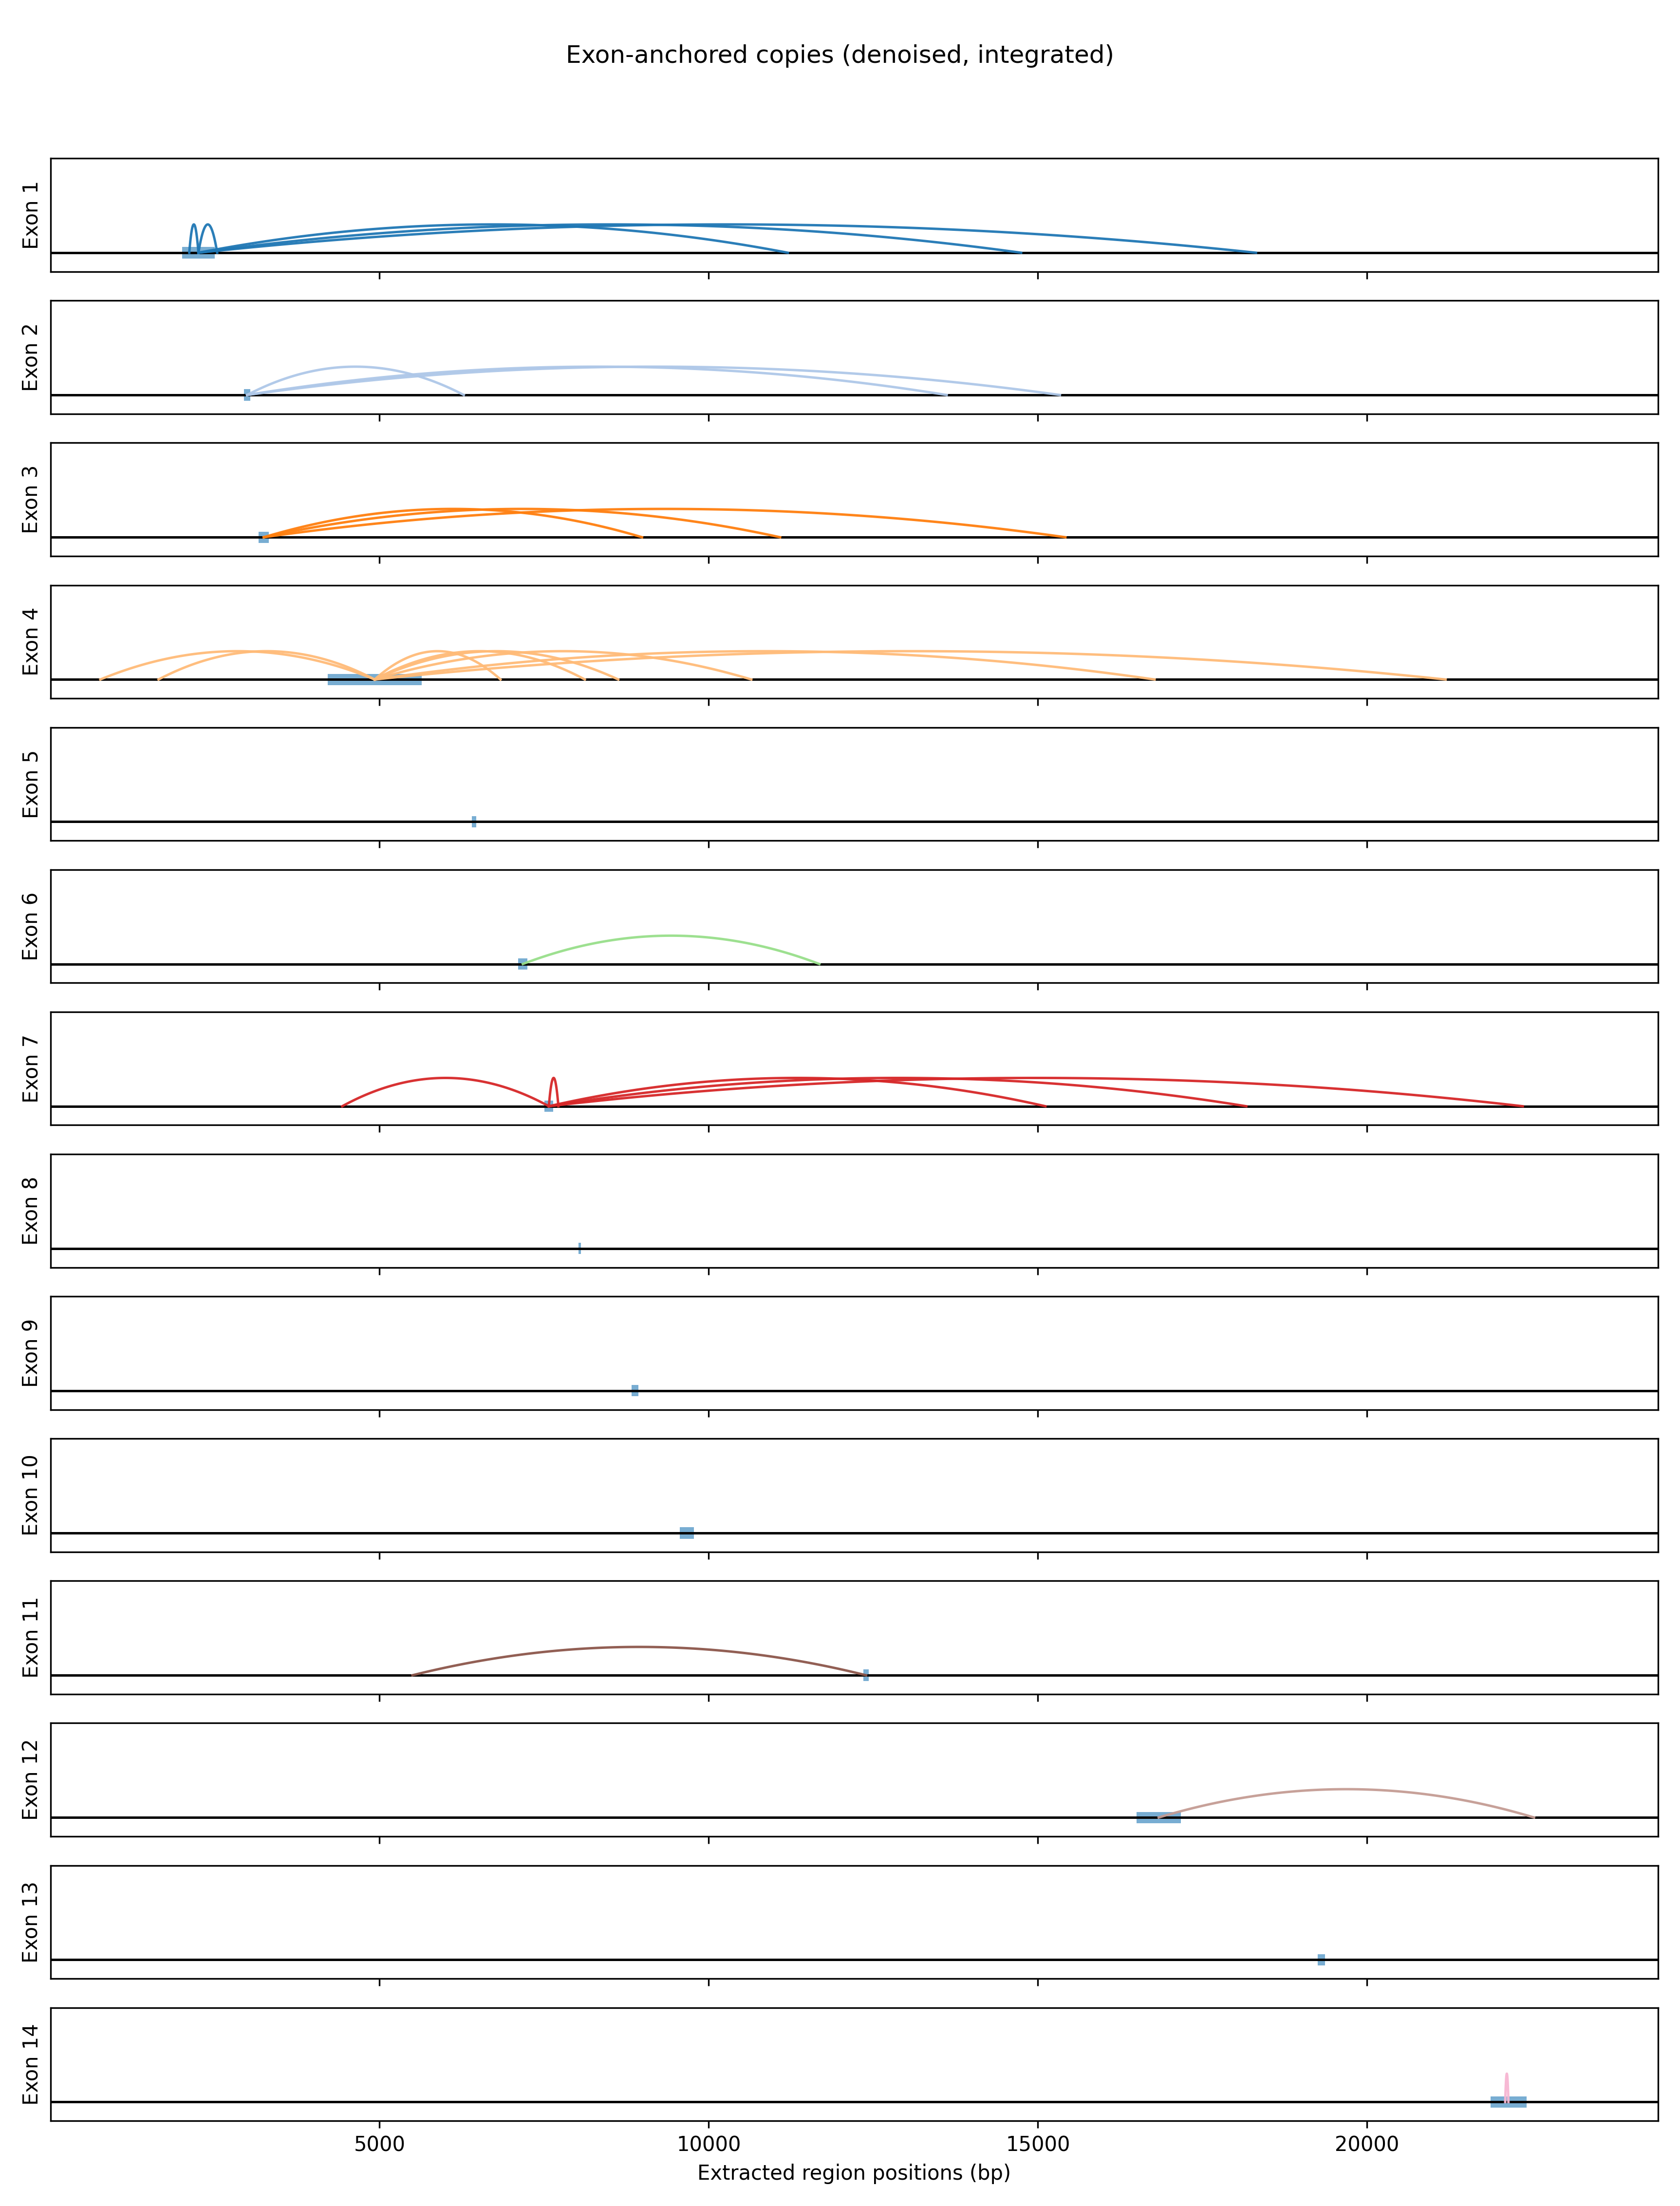 Exon-anchored copies (denoised, integrated)
Exon 1
Exon 2
Exon 3
Exon 4
Exon 5
Exon 6
Exon 7
Exon 8
Exon 9
Exon 10
Exon 11
Exon 12
Exon 13
Exon 14
5000 10000 15000 20000
Extracted region positions (bp)